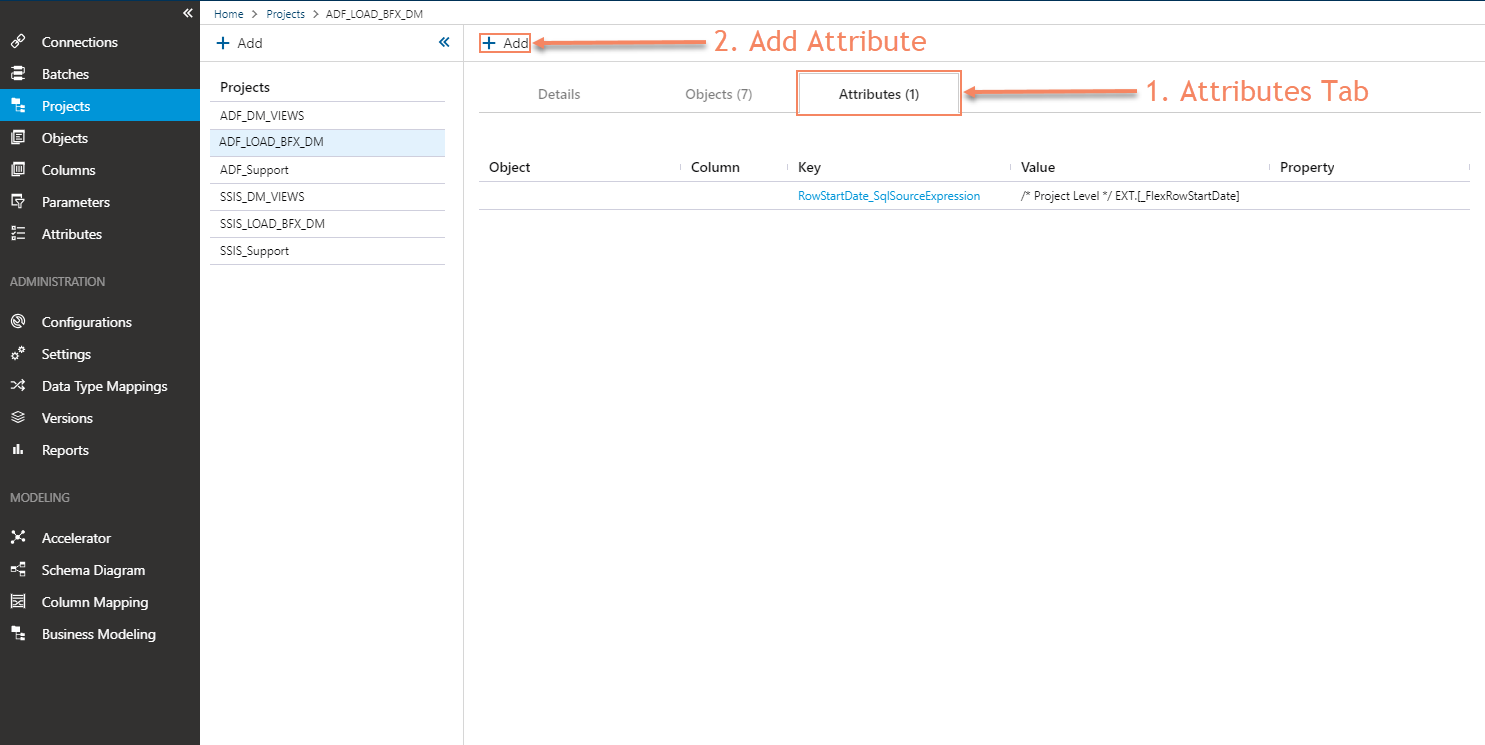 Home > Projects > ADF_LOAD_BFX_DM
Connections
Batches
Projects
Objects
Columns
Parameters
Attributes
ADMINISTRATION
Configurations
Settings
Data Type Mappings
Versions
Reports
MODELING
Accelerator
Schema Diagram
Column Mapping
Business Modeling
+ Add
Projects
ADF_DM_VIEWS
ADF_LOAD_BFX_DM
ADF_Support
SSIS_DM_VIEWS
SSIS_LOAD_BFX_DM
SSIS_Support
+ Add 2. Add Attribute
Details Objects (7) Attributes (1) 1. Attributes Tab
Object Column Key Value Property
RowStartDate_SqlSourceExpression /* Project Level */ EXT.[_FlexRowStartDate]